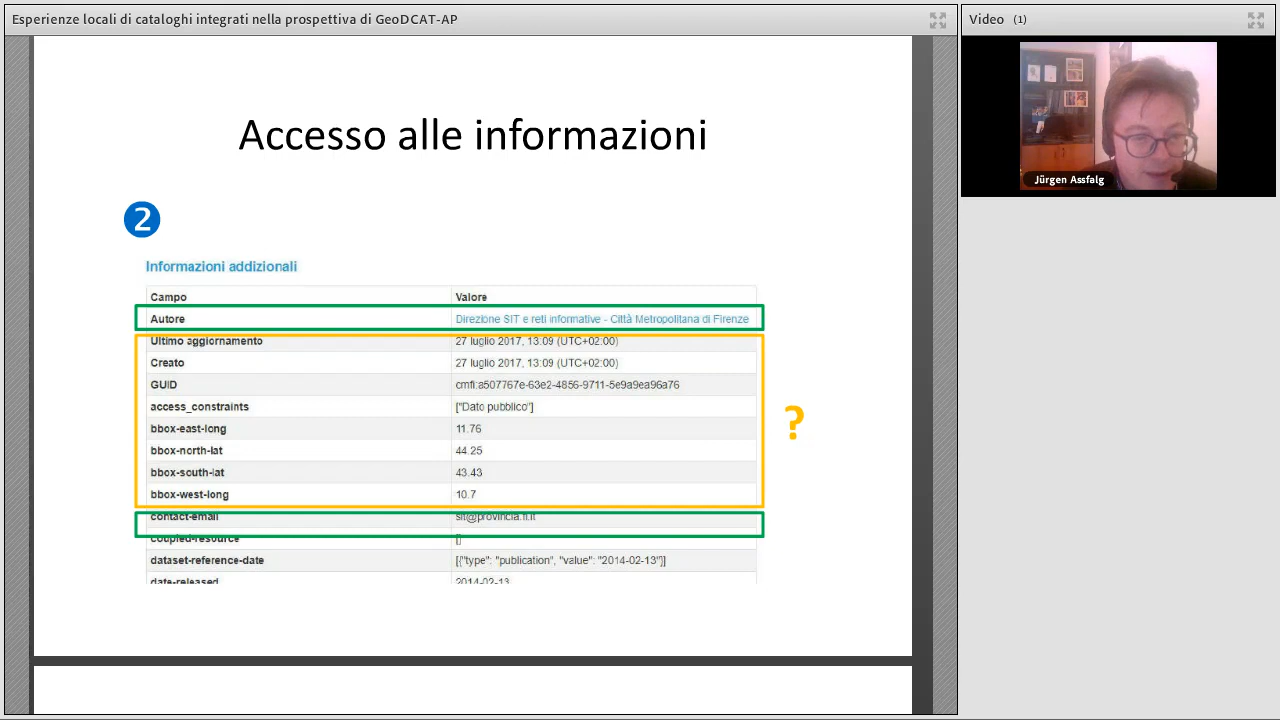 Esperienze locali di cataloghi integrati nella prospettiva di GeoDCAT-AP
Video (1)
Jürgen Assfalg
Accesso alle informazioni
2
Informazioni addizionali
Campo Valore
Autore Direzione SIT e reti informative - Città Metropolitana di Firenze
Ultimo aggiornamento 27 luglio 2017, 13:09 (UTC+02:00)
Creato 27 luglio 2017, 13:09 (UTC+02:00)
GUID cmfi:a507767e-63e2-4856-9711-5e9a9ea96a76
access_constraints ["Dato pubblico"]
bbox-east-long 11.76
bbox-north-lat 44.25
bbox-south-lat 43.43
bbox-west-long 10.7
?
contact-email sit@provincia.fi.it
coupled-resource []
dataset-reference-date [{"type": "publication", "value": "2014-02-13"}]
date-released 2014-02-13